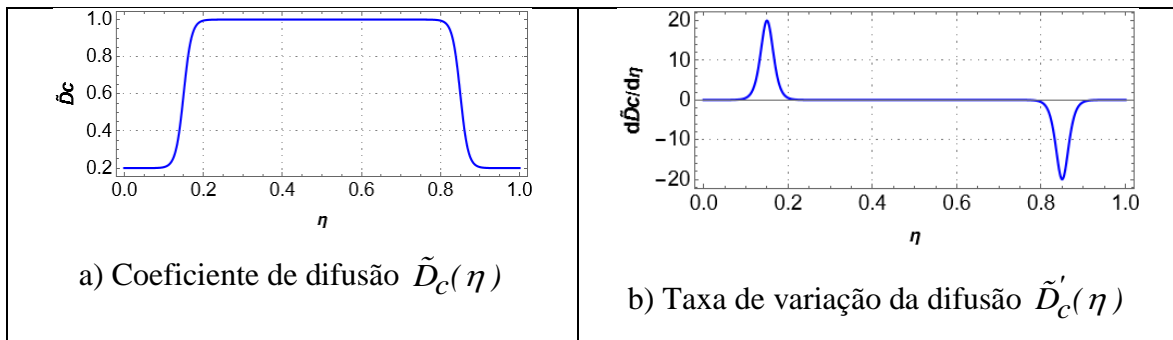 1.0
0.8
0.6
0.4
0.2
D̃c
0.0 0.2 0.4 0.6 0.8 1.0
η
a) Coeficiente de difusão D̃c(η)
20
10
0
−10
−20
dD̃c/dη
0.0 0.2 0.4 0.6 0.8 1.0
η
b) Taxa de variação da difusão D̃'c(η)